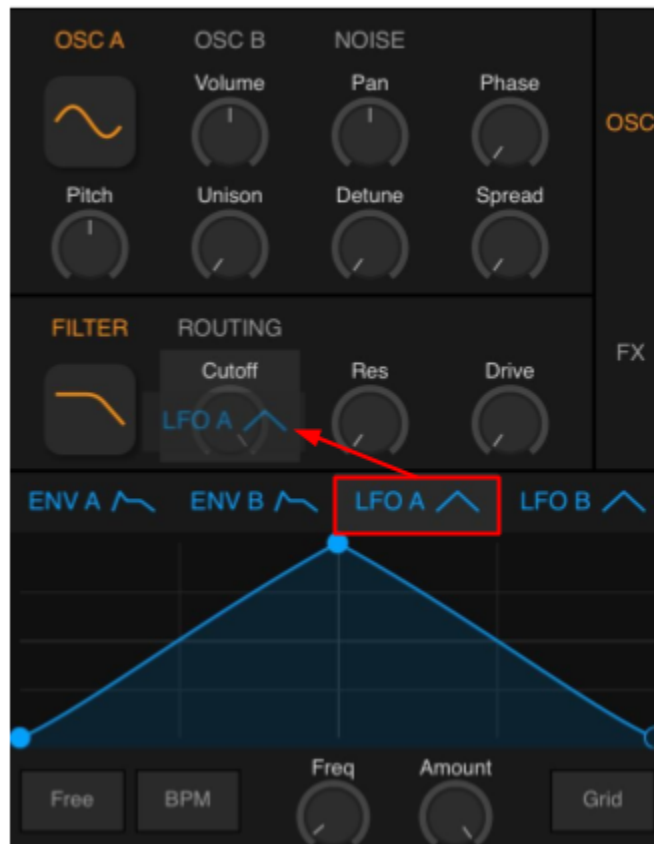 OSC A OSC B NOISE
Volume Pan Phase
OSC
Pitch Unison Detune Spread
FILTER ROUTING
FX
Cutoff Res Drive
LFO A
ENV A ENV B LFO A LFO B
Freq Amount
Free BPM Grid